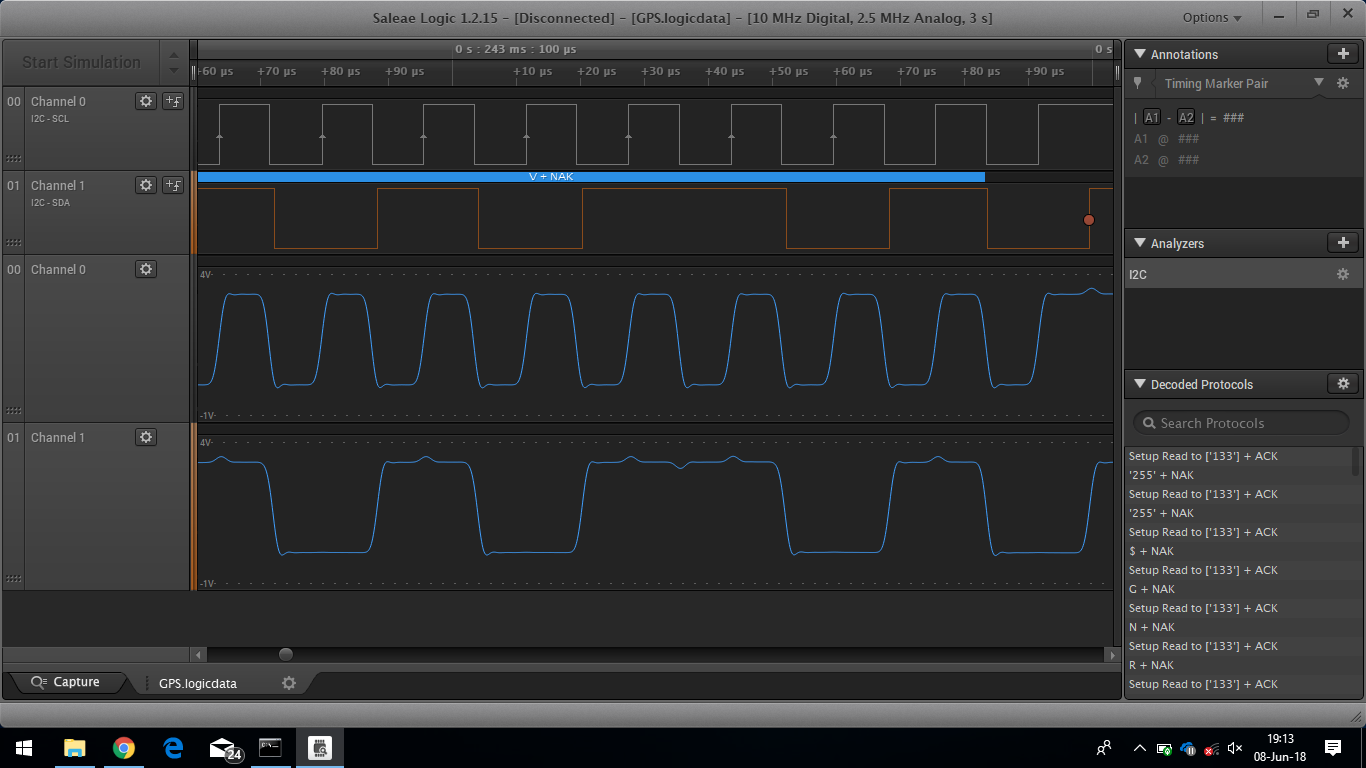 Saleae Logic 1.2.15 - [Disconnected] - [GPS.logicdata] - [10 MHz Digital, 2.5 MHz Analog, 3 s]
Options
Start Simulation
0 s : 243 ms : 100 µs
0 s
+60 µs +70 µs +80 µs +90 µs +10 µs +20 µs +30 µs +40 µs +50 µs +60 µs +70 µs +80 µs +90 µs
00 Channel 0
I2C - SCL
01 Channel 1
I2C - SDA
V + NAK
00 Channel 0
4V
-1V
01 Channel 1
4V
-1V
Annotations
Timing Marker Pair
| A1 - A2 | = ###
A1 @ ###
A2 @ ###
Analyzers
I2C
Decoded Protocols
Search Protocols
Setup Read to ['133'] + ACK
'255' + NAK
Setup Read to ['133'] + ACK
'255' + NAK
Setup Read to ['133'] + ACK
$ + NAK
Setup Read to ['133'] + ACK
G + NAK
Setup Read to ['133'] + ACK
N + NAK
Setup Read to ['133'] + ACK
R + NAK
Setup Read to ['133'] + ACK
Capture
GPS.logicdata
24
19:13
08-Jun-18